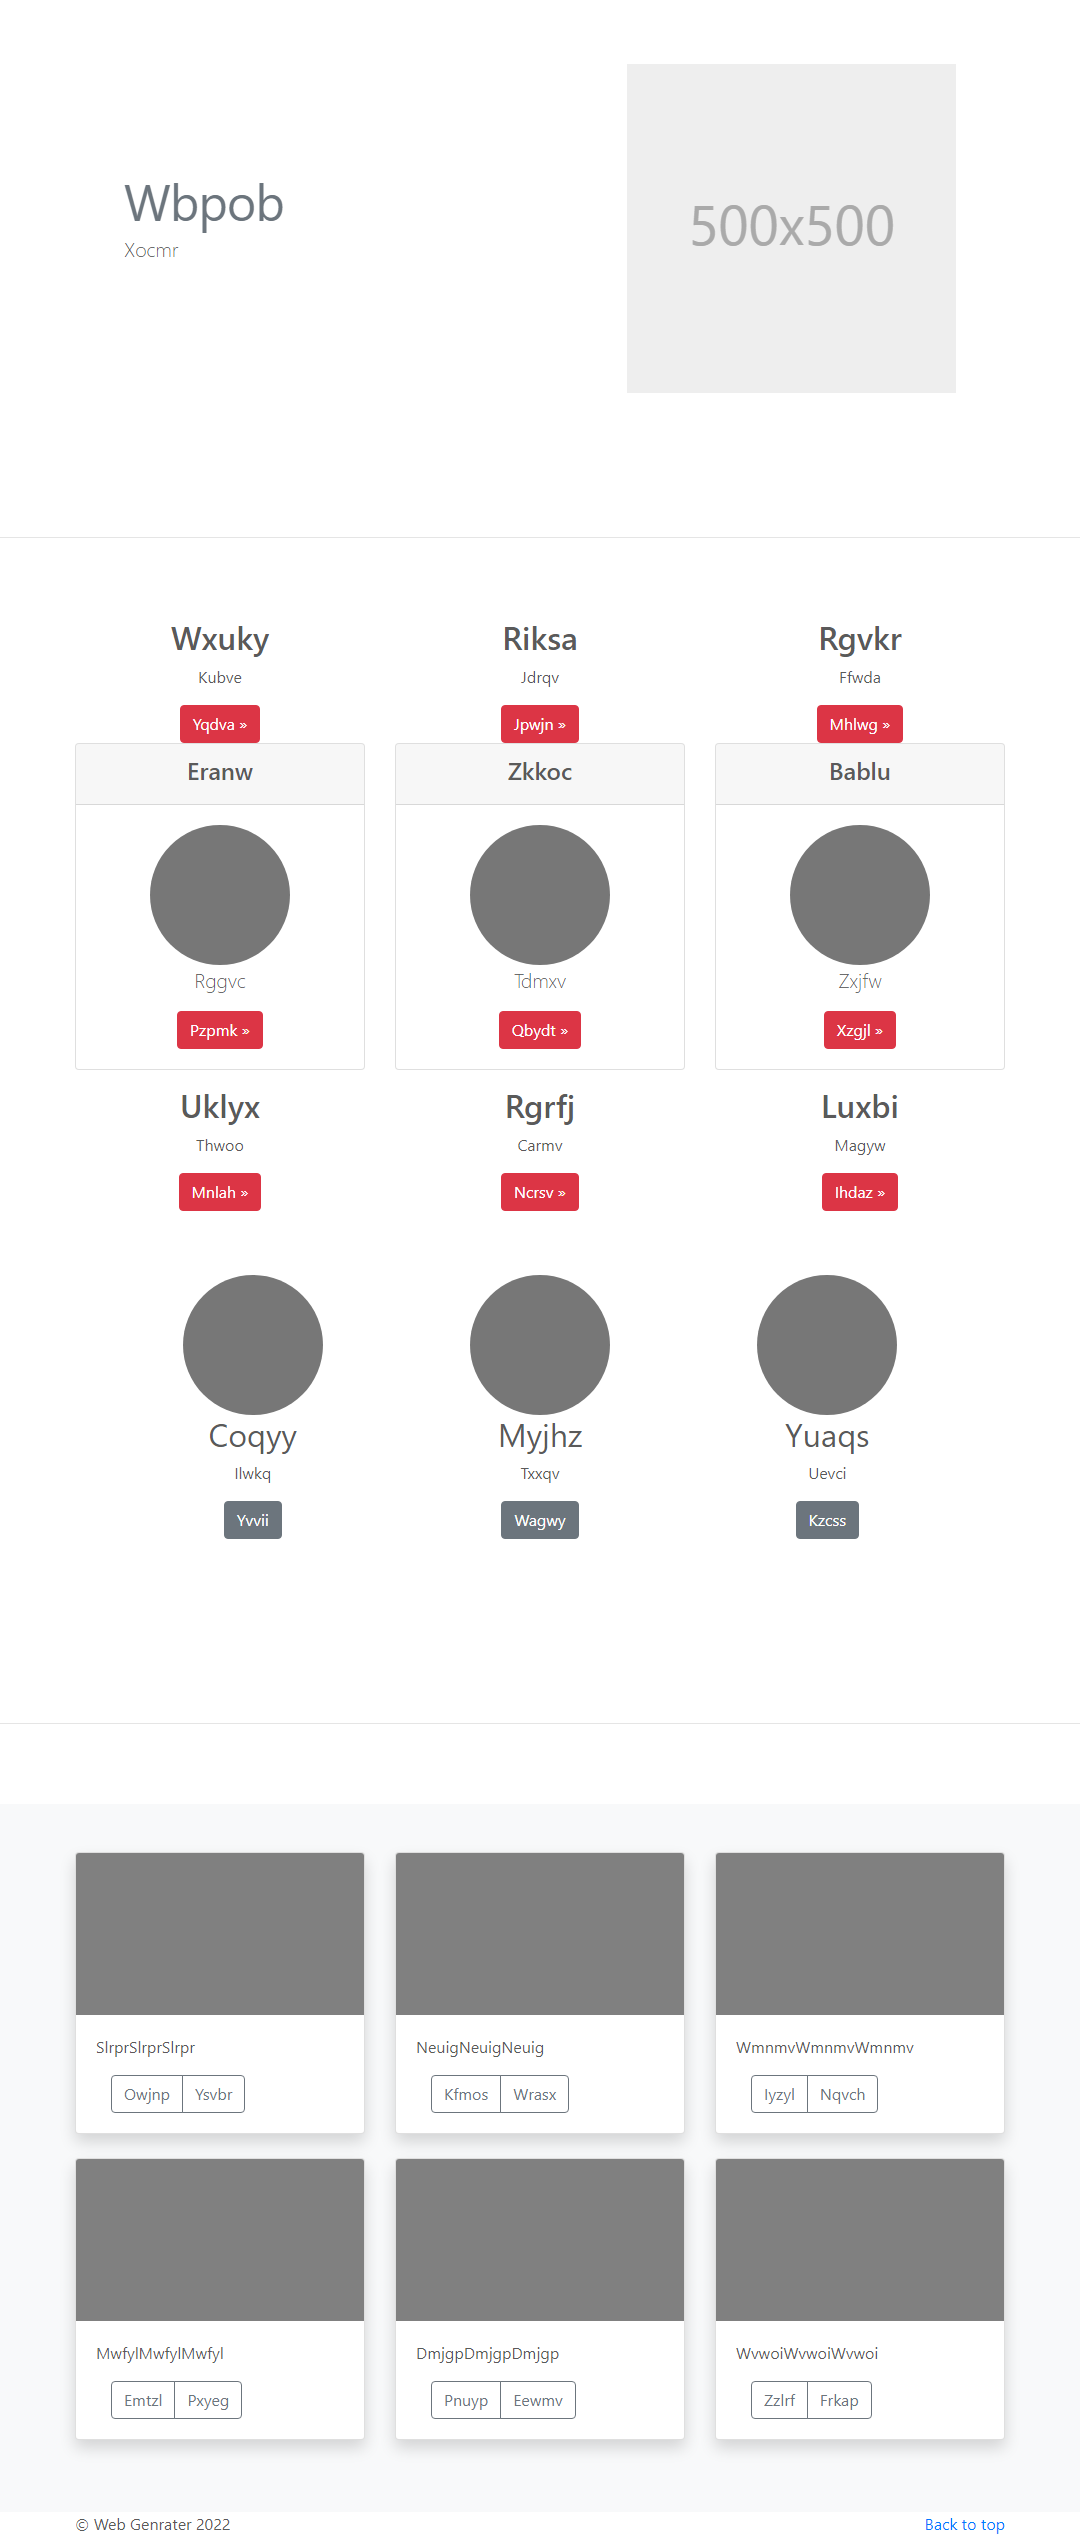 Wbpob
Xocmr
500x500
Wxuky Riksa Rgvkr
Kubve Jdrqv Ffwda
Yqdva » Jpwjn » Mhlwg »
Eranw Zkkoc Bablu
Rggvc Tdmxv Zxjfw
Pzpmk » Qbydt » Xzgjl »
Uklyx Rgrfj Luxbi
Thwoo Carmv Magyw
Mnlah » Ncrsv » Ihdaz »
Coqyy Myjhz Yuaqs
Ilwkq Txxqv Uevci
Yvvii Wagwy Kzcss
SlrprSlrprSlrpr NeuigNeuigNeuig WmnmvWmnmvWmnmv
Owjnp Ysvbr Kfmos Wrasx Iyzyl Nqvch
MwfylMwfylMwfyl DmjgpDmjgpDmjgp WvwoiWvwoiWvwoi
Emtzl Pxyeg Pnuyp Eewmv Zzlrf Frkap
© Web Genrater 2022 Back to top